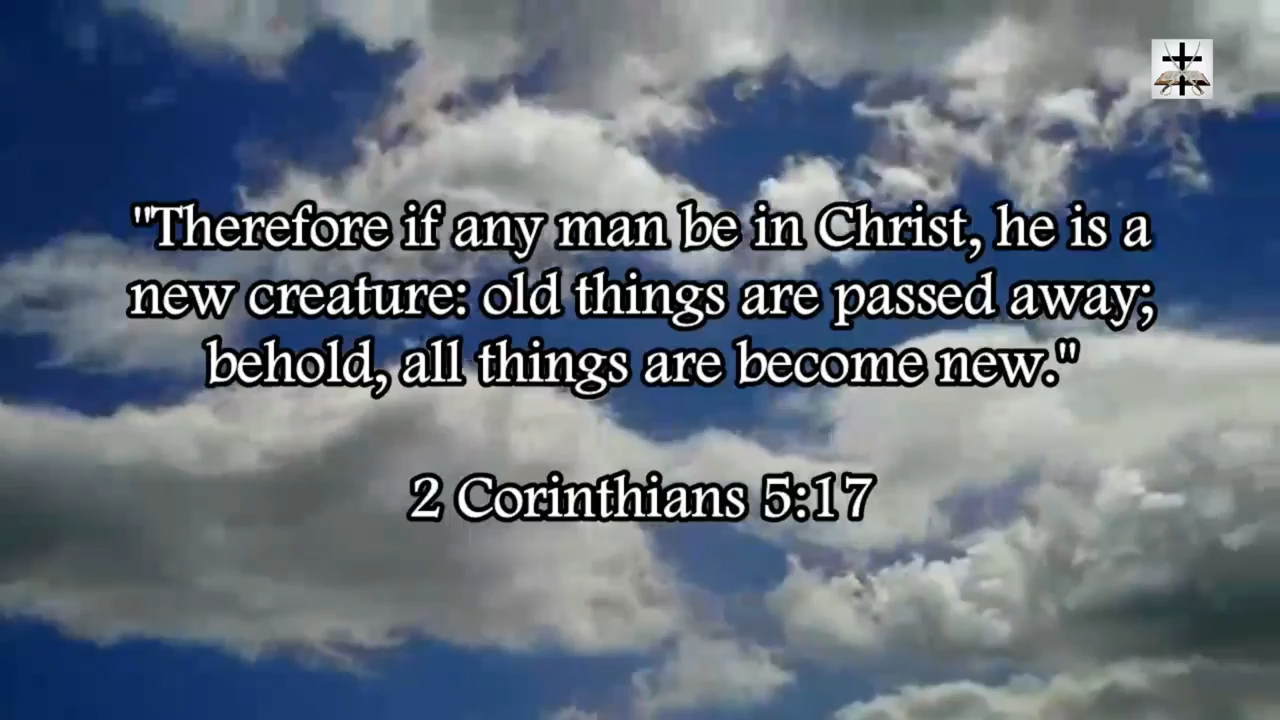 "Therefore if any man be in Christ, he is a
new creature: old things are passed away;
behold, all things are become new."
2 Corinthians 5:17